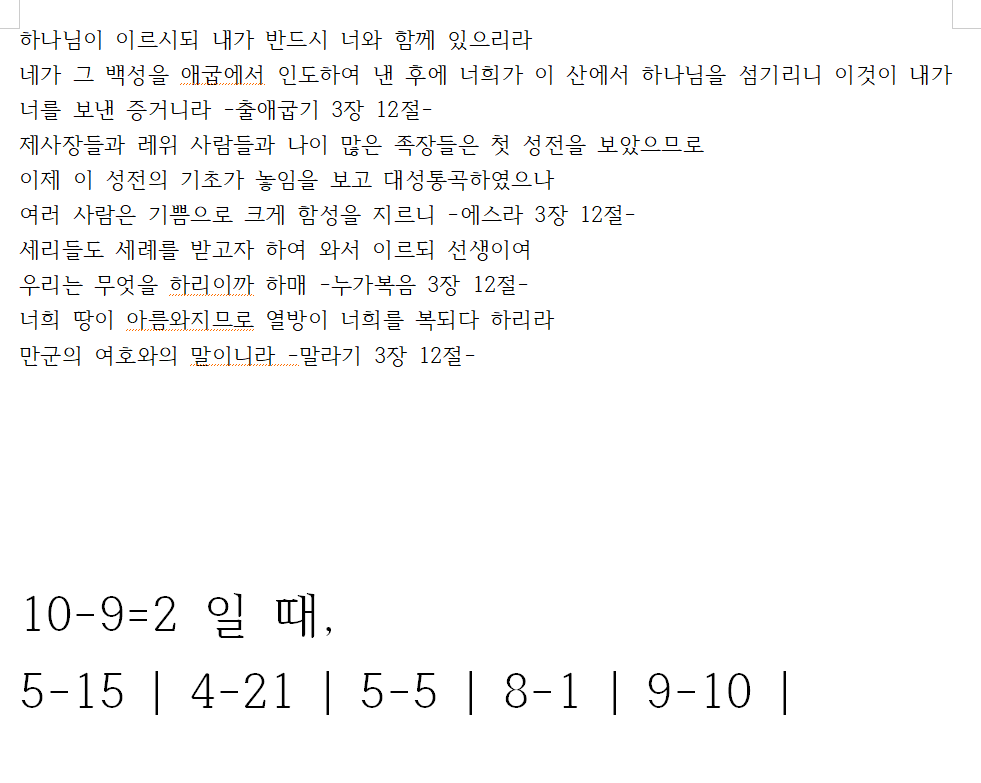 하나님이 이르시되 내가 반드시 너와 함께 있으리라
네가 그 백성을 애굽에서 인도하여 낸 후에 너희가 이 산에서 하나님을 섬기리니 이것이 내가
너를 보낸 증거니라 -출애굽기 3장 12절-
제사장들과 레위 사람들과 나이 많은 족장들은 첫 성전을 보았으므로
이제 이 성전의 기초가 놓임을 보고 대성통곡하였으나
여러 사람은 기쁨으로 크게 함성을 지르니 -에스라 3장 12절-
세리들도 세례를 받고자 하여 와서 이르되 선생이여
우리는 무엇을 하리이까 하매 -누가복음 3장 12절-
너희 땅이 아름와지므로 열방이 너희를 복되다 하리라
만군의 여호와의 말이니라 -말라기 3장 12절-
10-9=2 일 때,
5-15 | 4-21 | 5-5 | 8-1 | 9-10 |